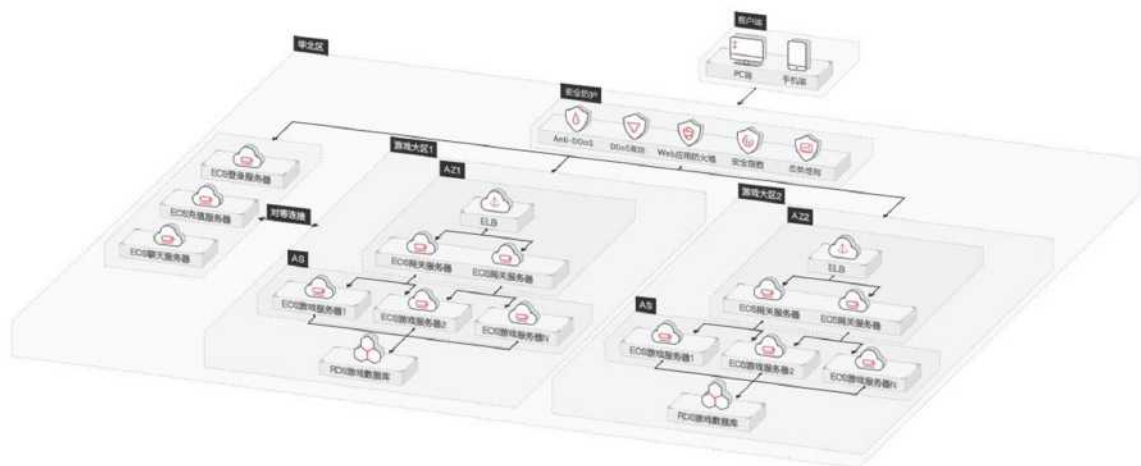 客户端
PC端
手机端
华北区
安全防护
Anti-DDoS
DDoS高防
Web应用防火墙
安全指数
态势感知
ECS登录服务器
ECS充值服务器
ECS聊天服务器
对等连接
游戏大区1
AZ1
ELB
ECS网关服务器
ECS网关服务器
AS
ECS游戏服务器1
ECS游戏服务器2
ECS游戏服务器N
RDS游戏数据库
游戏大区2
AZ2
ELB
ECS网关服务器
ECS网关服务器
AS
ECS游戏服务器1
ECS游戏服务器2
ECS游戏服务器N
RDS游戏数据库